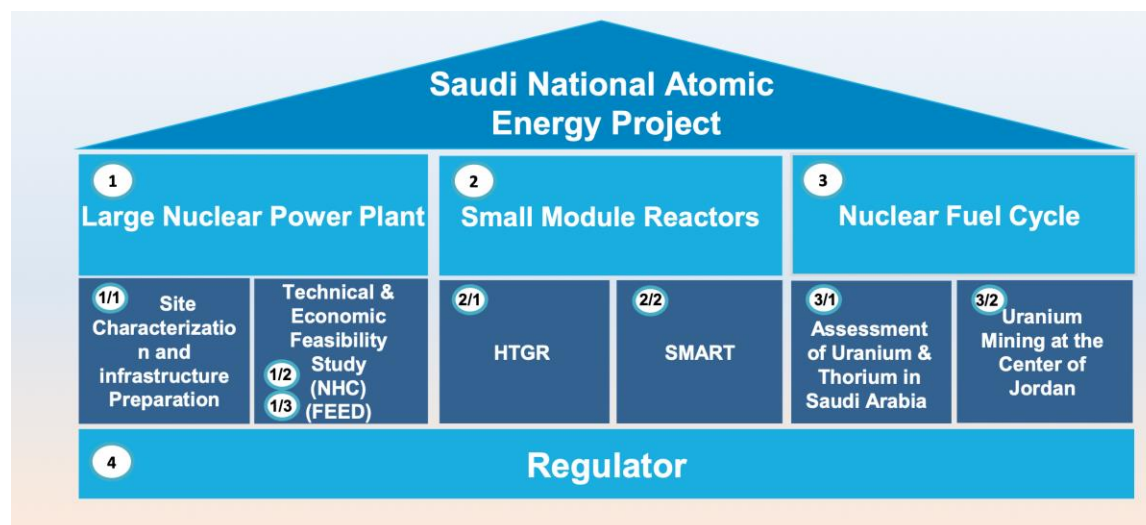 Saudi National Atomic
Energy Project
1
Large Nuclear Power Plant
2
Small Module Reactors
3
Nuclear Fuel Cycle
1/1
Site
Characterizatio
n and
infrastructure
Preparation
Technical &
Economic
Feasibility
Study
1/2
(NHC)
1/3
(FEED)
2/1
HTGR
2/2
SMART
3/1
Assessment
of Uranium &
Thorium in
Saudi Arabia
3/2
Uranium
Mining at the
Center of
Jordan
4
Regulator